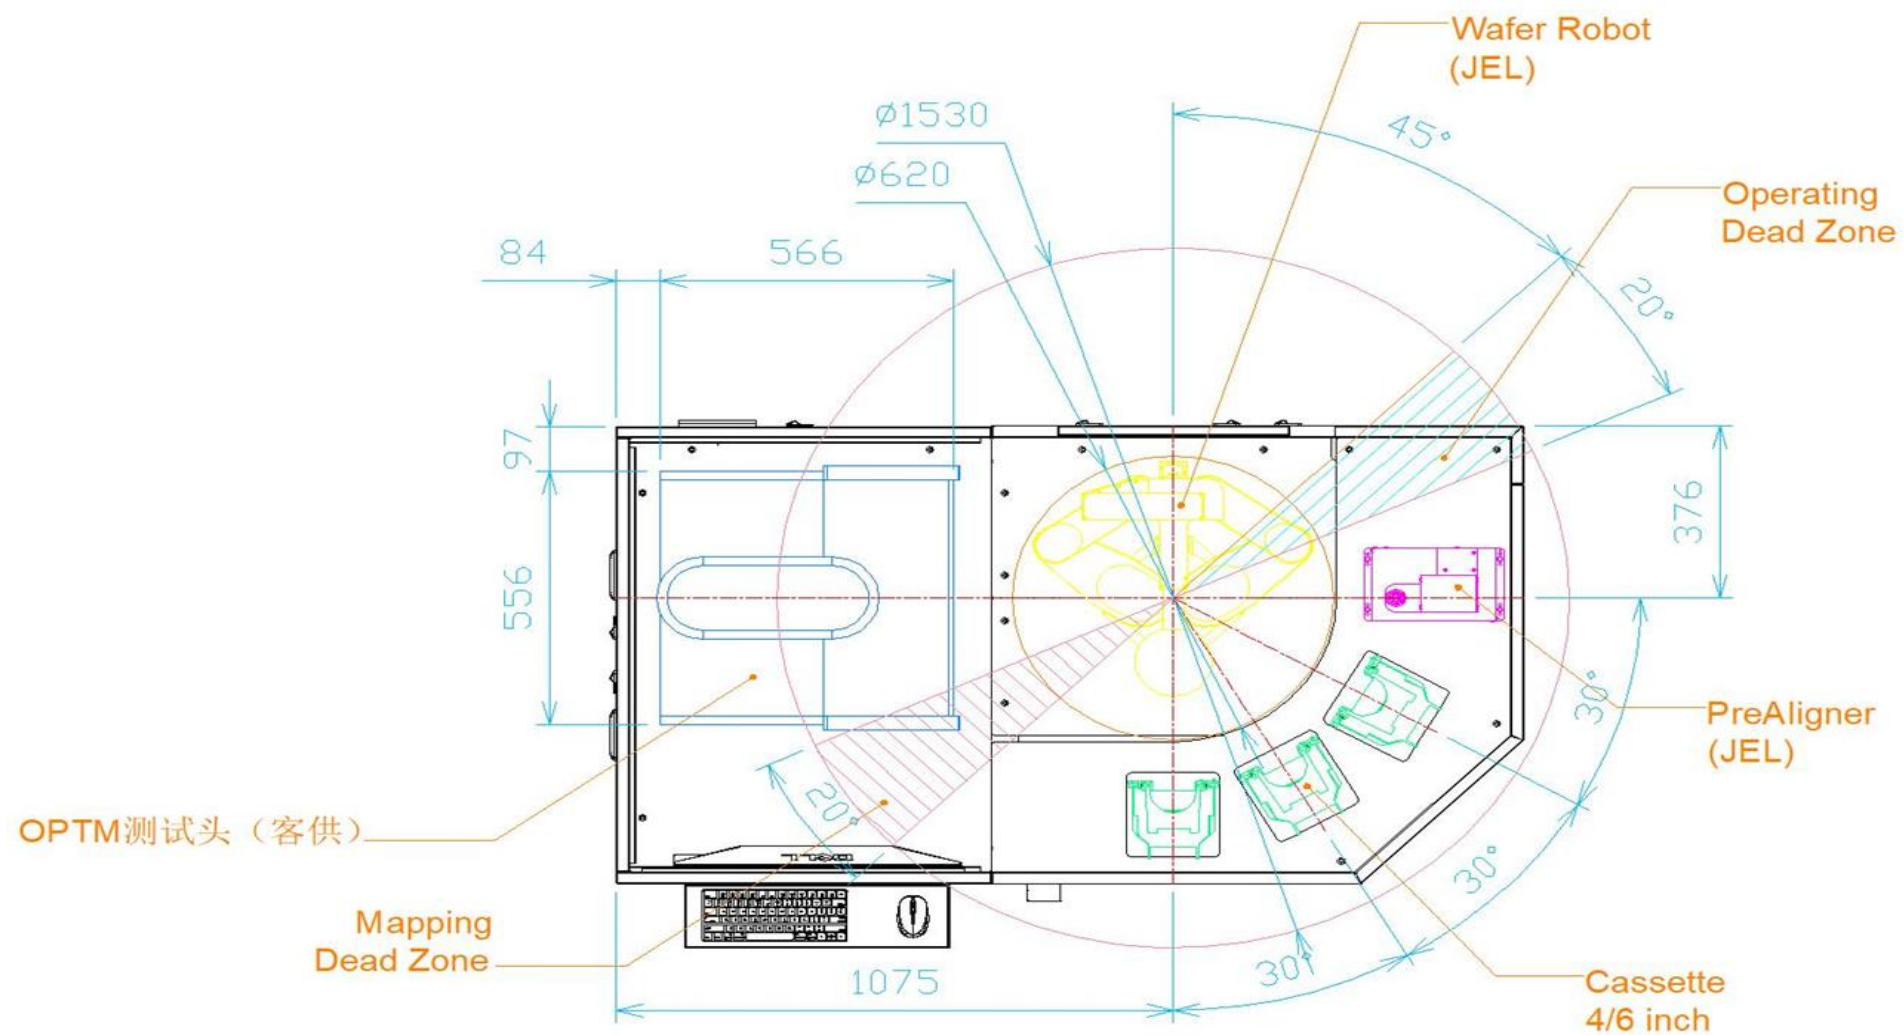 Wafer Robot
(JEL)
Ø1530
45°
Ø620
Operating
Dead Zone
84
566
20°
97
376
556
30°
PreAligner
(JEL)
20°
OPTM测试头（客供）
30°
Mapping
Dead Zone
30°
1075
Cassette
4/6 inch